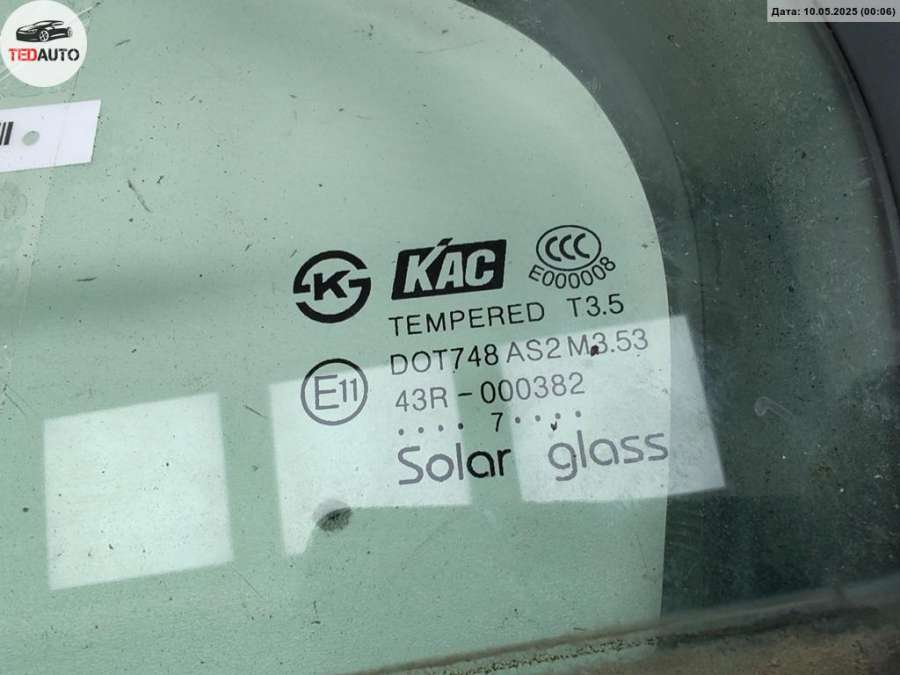 Дата: 10.05.2025 (00:06)
TEDAUTO
K
KAC
CCC
E000008
TEMPERED T3.5
DOT748 AS2 M3.53
E11
43R-000382
.... 7 ....
Solar glass